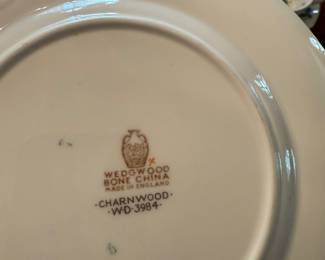 WEDGWOOD
BONE CHINA
MADE IN ENGLAND
·CHARNWOOD·
·WD·3984·